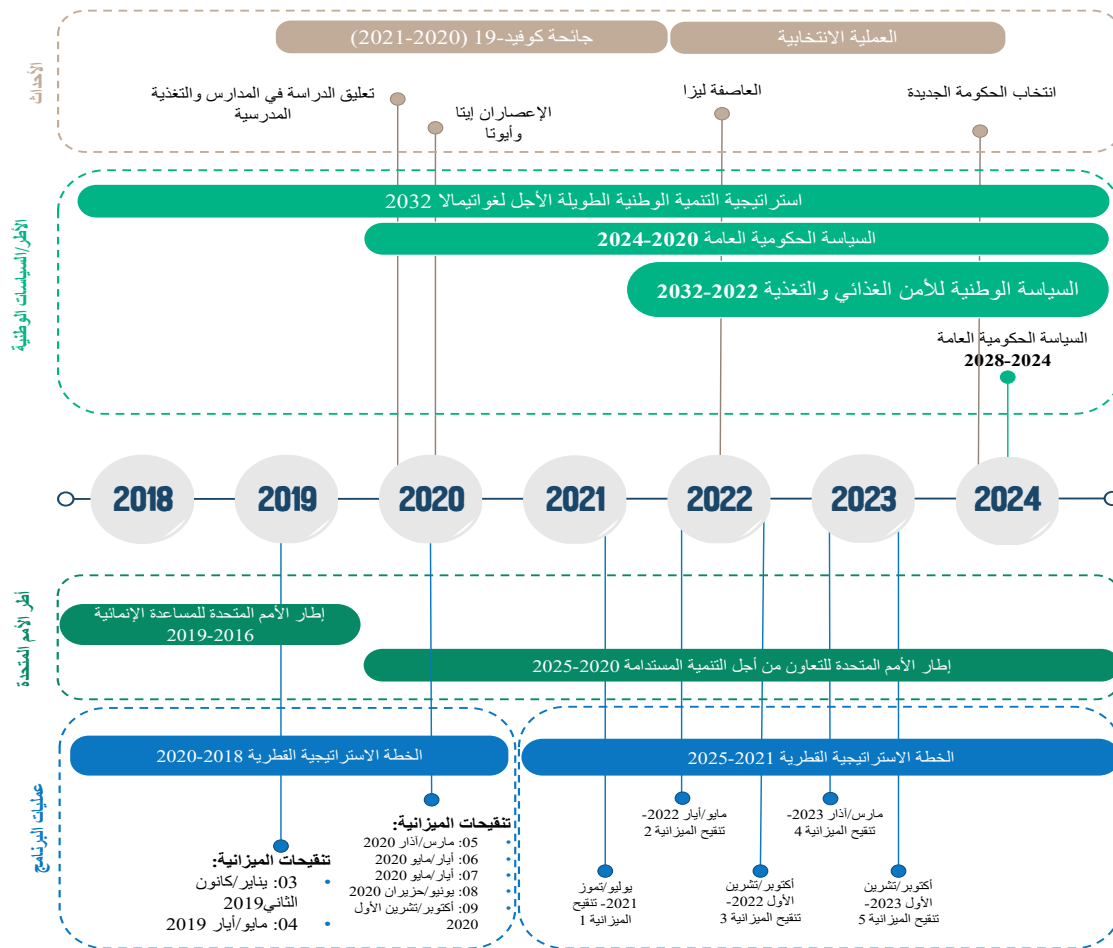 الأحداث
جائحة كوفيد-19 (2020-2021)
العملية الانتخابية
تعليق الدراسة في المدارس والتغذية
المدرسية
الإعصاران إيتا
وأيوتا
العاصفة ليزا
انتخاب الحكومة الجديدة
الأطر/السياسات الوطنية
استراتيجية التنمية الوطنية الطويلة الأجل لغواتيمالا 2032
السياسة الحكومية العامة 2020-2024
السياسة الوطنية للأمن الغذائي والتغذية 2022-2032
السياسة الحكومية العامة
2024-2028
2018
2019
2020
2021
2022
2023
2024
أطر الأمم المتحدة
إطار الأمم المتحدة للمساعدة الإنمائية
2016-2019
إطار الأمم المتحدة للتعاون من أجل التنمية المستدامة 2020-2025
عمليات البرنامج
الخطة الاستراتيجية القطرية 2018-2020
الخطة الاستراتيجية القطرية 2021-2025
تنقيحات الميزانية:
• 03: يناير/كانون
الثاني2019
• 04: مايو/أيار 2019
تنقيحات الميزانية:
• 05: مارس/آذار 2020
• 06: أيار/مايو 2020
• 07: أيار/مايو 2020
• 08: يونيو/حزيران 2020
• 09: أكتوبر/تشرين الأول
2020
يوليو/تموز
2021- تنقيح
الميزانية 1
مايو/أيار 2022-
تنقيح الميزانية 2
أكتوبر/تشرين
الأول 2022-
تنقيح الميزانية 3
مارس/آذار 2023-
تنقيح الميزانية 4
أكتوبر/تشرين
الأول 2023-
تنقيح الميزانية 5